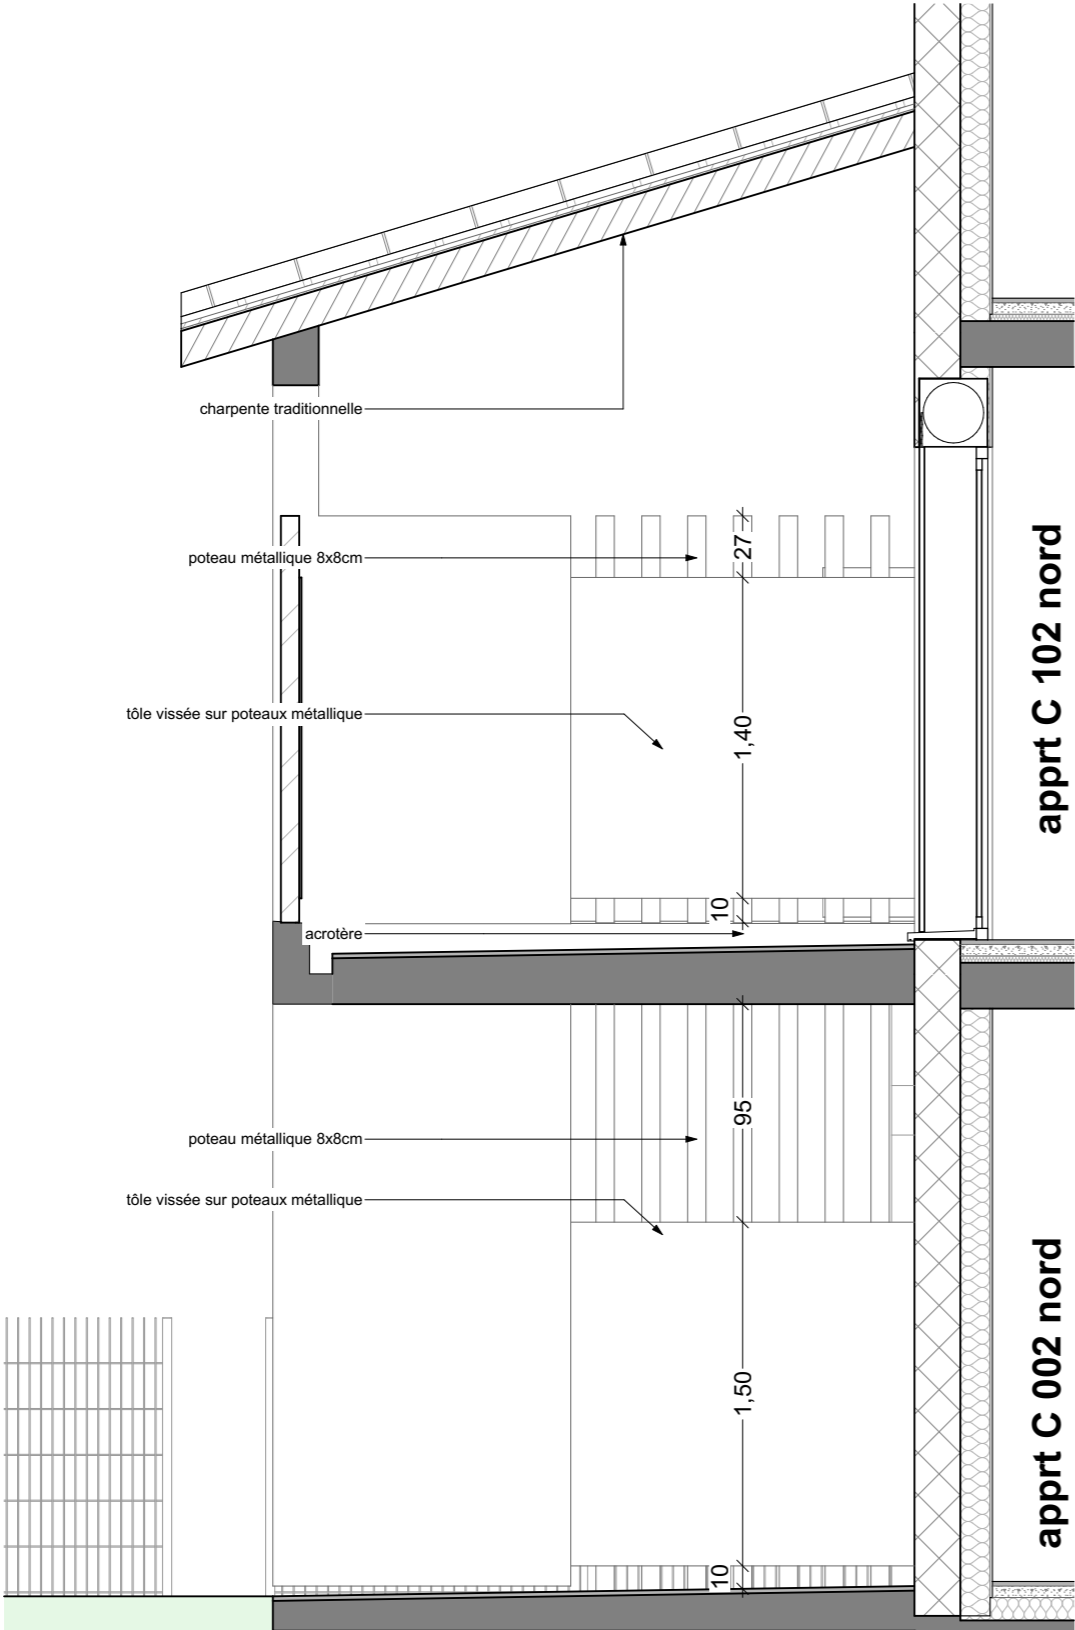 charpente traditionnelle
poteau métallique 8x8cm
27
apprt C 102 nord
tôle vissée sur poteaux métallique
1,40
10
acrotère
95
poteau métallique 8x8cm
tôle vissée sur poteaux métallique
apprt C 002 nord
1,50
10